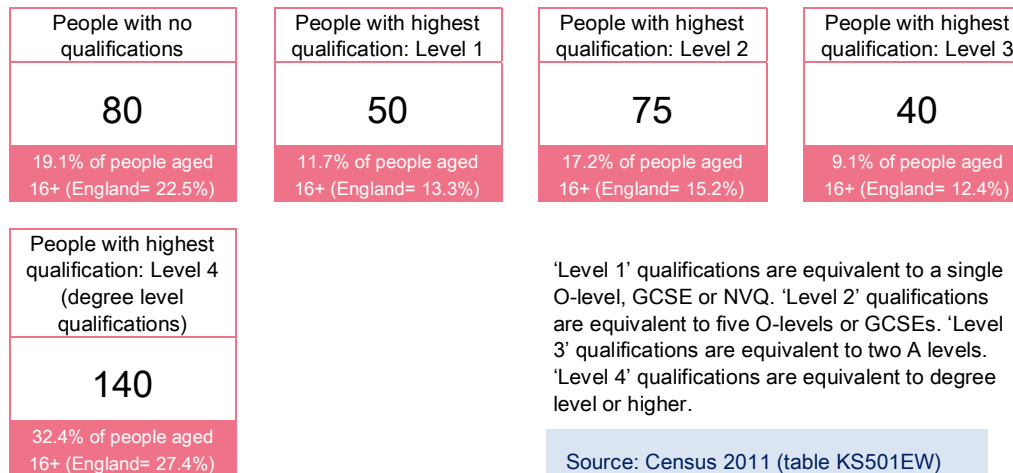 People with no
qualifications
80
19.1% of people aged
16+ (England= 22.5%)
People with highest
qualification: Level 1
50
11.7% of people aged
16+ (England= 13.3%)
People with highest
qualification: Level 2
75
17.2% of people aged
16+ (England= 15.2%)
People with highest
qualification: Level 3
40
9.1% of people aged
16+ (England= 12.4%)
People with highest
qualification: Level 4
(degree level
qualifications)
140
32.4% of people aged
16+ (England= 27.4%)
‘Level 1’ qualifications are equivalent to a single
O-level, GCSE or NVQ. ‘Level 2’ qualifications
are equivalent to five O-levels or GCSEs. ‘Level
3’ qualifications are equivalent to two A levels.
‘Level 4’ qualifications are equivalent to degree
level or higher.
Source: Census 2011 (table KS501EW)